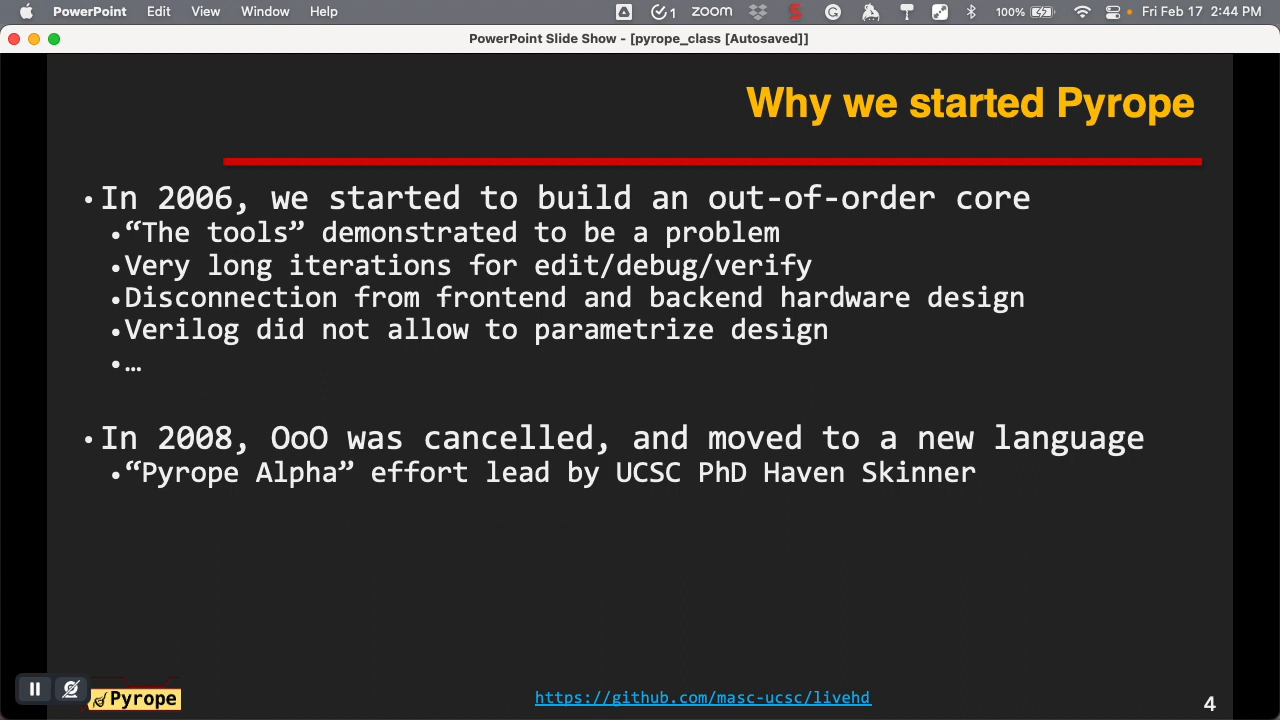 PowerPoint Edit View Window Help 1 zoom 100% Fri Feb 17 2:44 PM
PowerPoint Slide Show - [pyrope_class [Autosaved]]
Why we started Pyrope
• In 2006, we started to build an out-of-order core
• “The tools” demonstrated to be a problem
• Very long iterations for edit/debug/verify
• Disconnection from frontend and backend hardware design
• Verilog did not allow to parametrize design
• …
• In 2008, OoO was cancelled, and moved to a new language
• “Pyrope Alpha” effort lead by UCSC PhD Haven Skinner
Pyrope
https://github.com/masc-ucsc/livehd
4